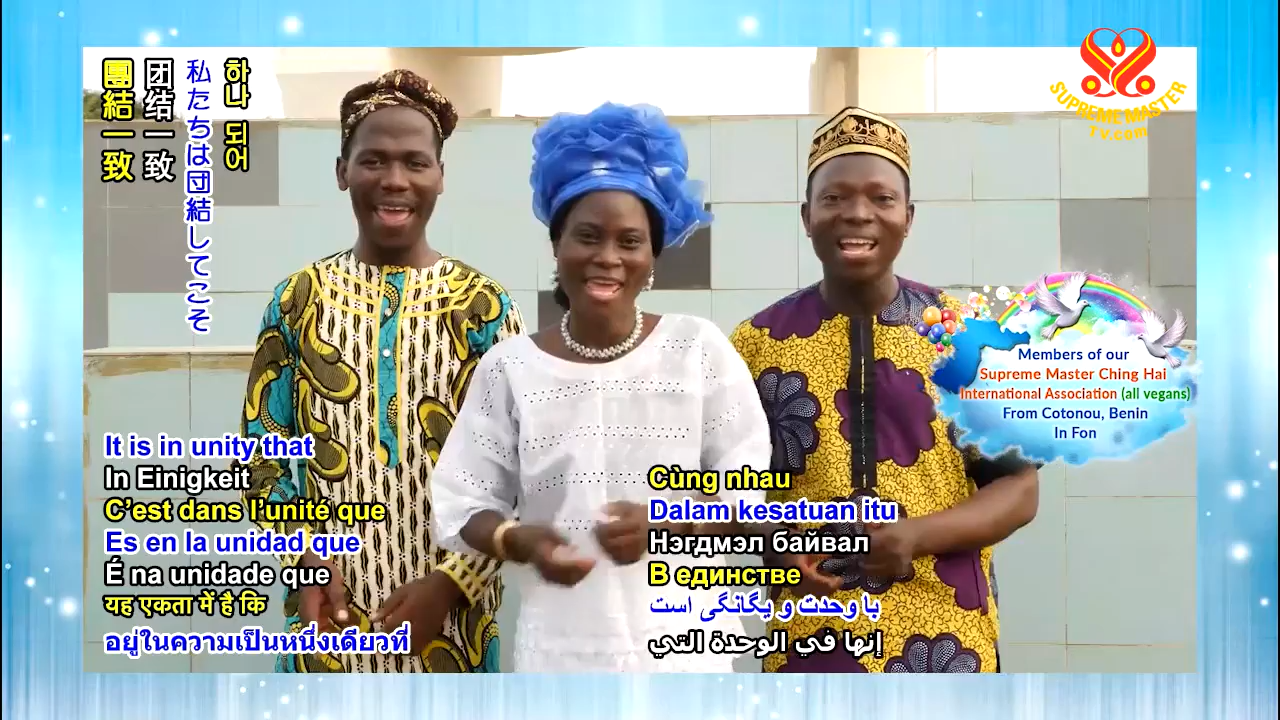 團結一致
团结一致
私たちは団結してこそ
하나 되어
SUPREME MASTER
TV.com
Members of our
Supreme Master Ching Hai
International Association (all vegans)
From Cotonou, Benin
In Fon
It is in unity that
In Einigkeit
C'est dans l'unité que
Es en la unidad que
É na unidade que
यह एकता में है कि
อยู่ในความเป็นหนึ่งเดียวที่
Cùng nhau
Dalam kesatuan itu
Нэгдмэл байвал
В единстве
با وحدت و یگانگی است
إنها في الوحدة التي